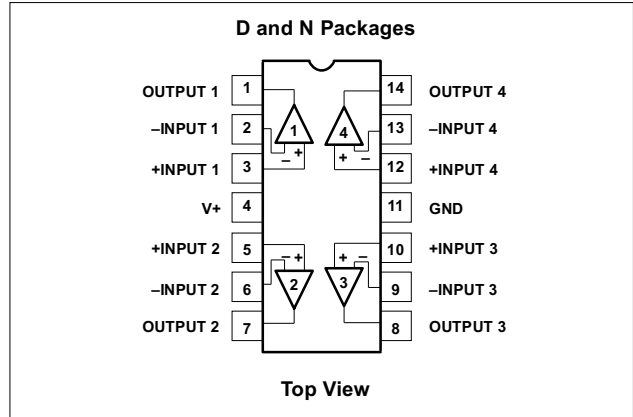 D and N Packages
OUTPUT 1 1 14 OUTPUT 4
–INPUT 1 2 1 4 13 –INPUT 4
+INPUT 1 3 – + + – 12 +INPUT 4
V+ 4 11 GND
+INPUT 2 5 – + + – 10 +INPUT 3
–INPUT 2 6 2 3 9 –INPUT 3
OUTPUT 2 7 8 OUTPUT 3
Top View